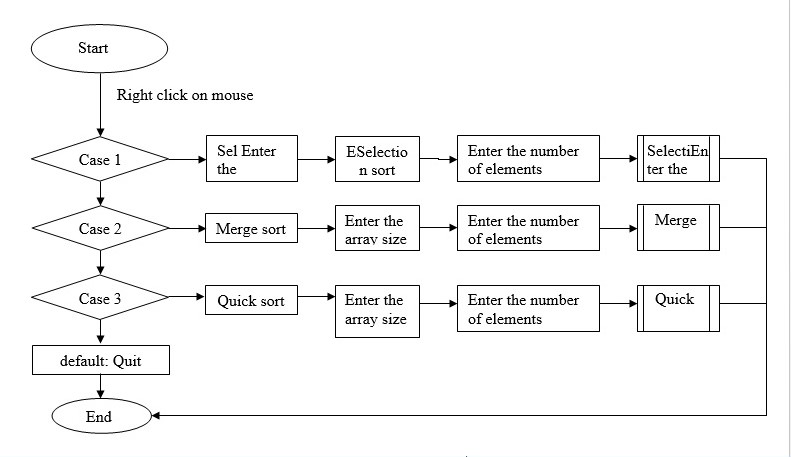 Start
Right click on mouse
Case 1
Sel Enter
the
ESelectio
n sort
Enter the number
of elements
SelectiEn
ter the
Case 2
Merge sort
Enter the
array size
Enter the number
of elements
Merge
Case 3
Quick sort
Enter the
array size
Enter the number
of elements
Quick
default: Quit
End